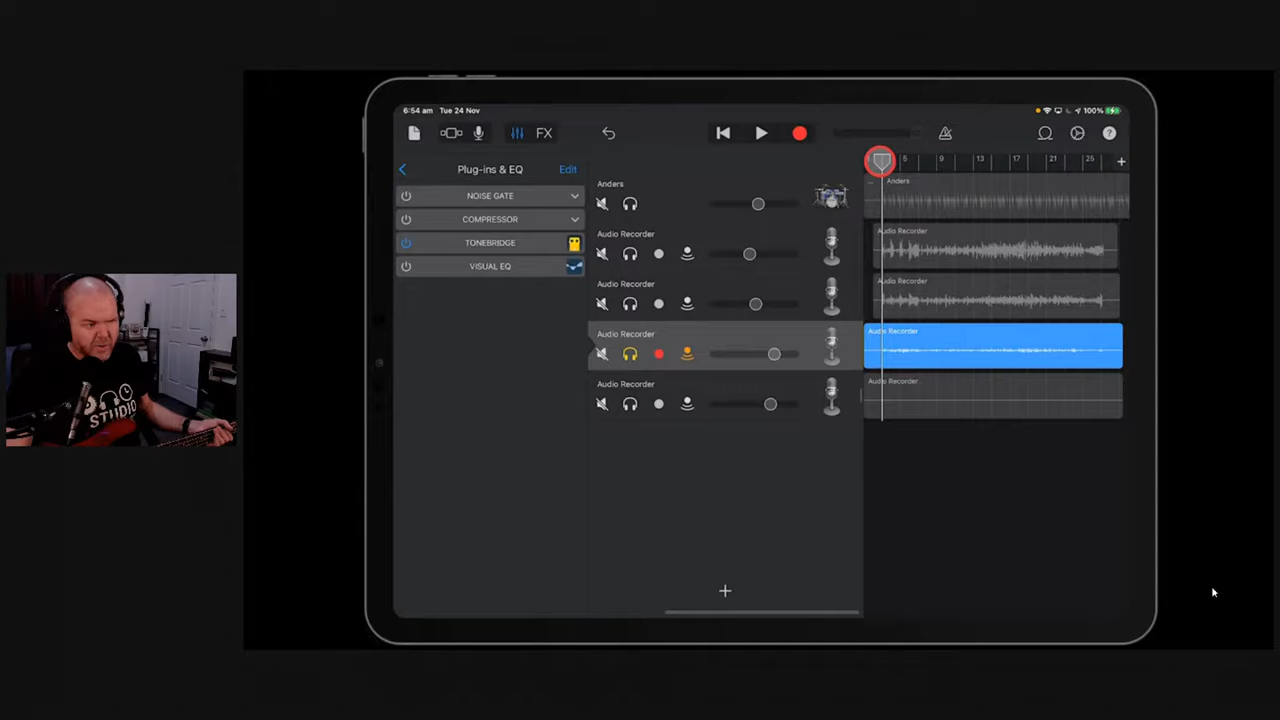 6:54 am Tue 24 Nov
100%
FX
Plug-ins & EQ
Edit
5 9 13 17 21 25
NOISE GATE
COMPRESSOR
TONEBRIDGE
VISUAL EQ
Anders
Audio Recorder
Audio Recorder
Audio Recorder
Audio Recorder
Anders
Audio Recorder
Audio Recorder
Audio Recorder
Audio Recorder
STUDIO